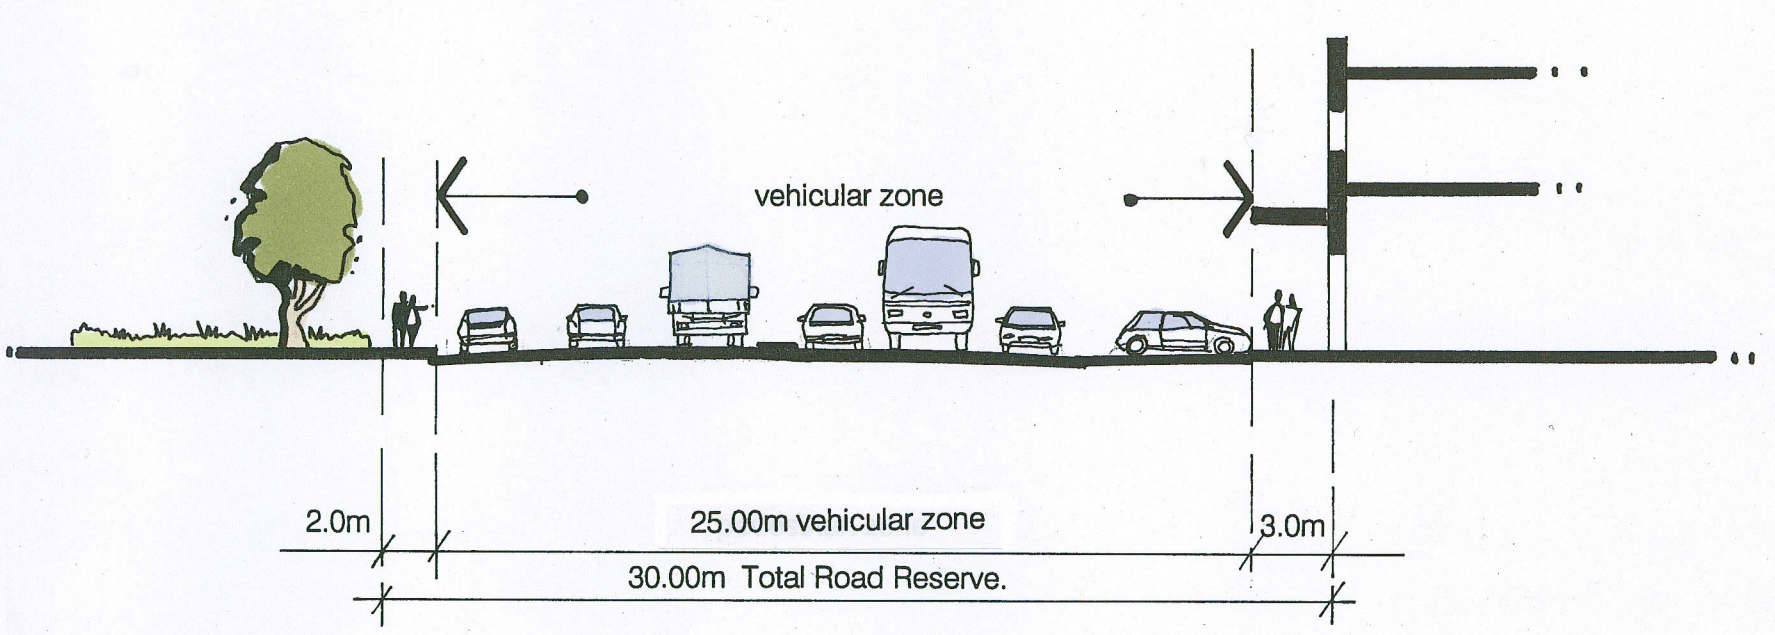 vehicular zone
2.0m
25.00m vehicular zone
3.0m
30.00m Total Road Reserve.